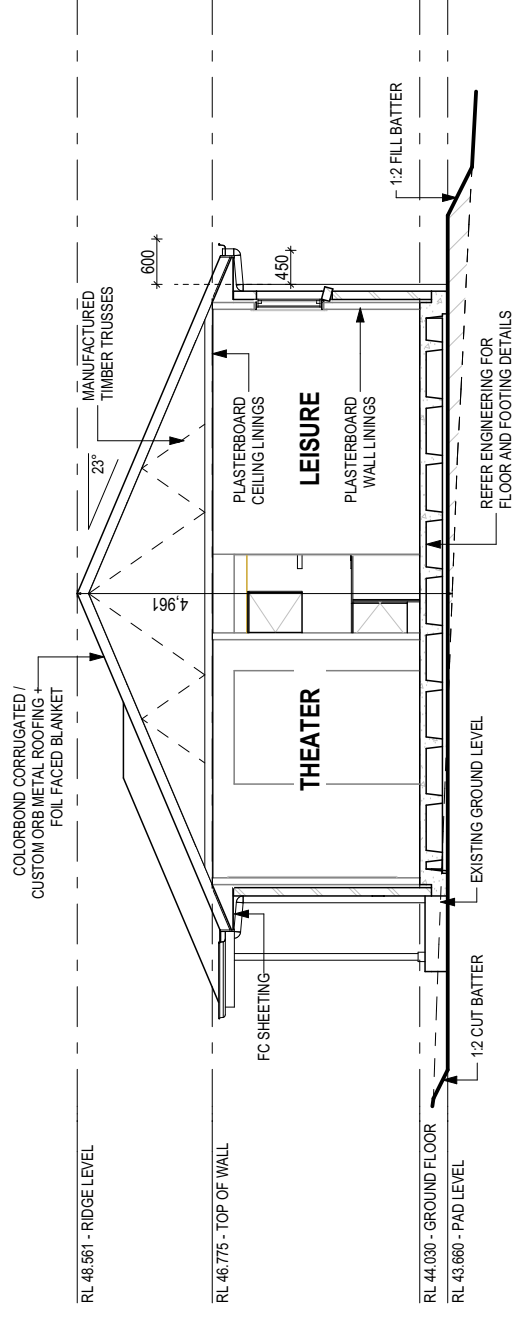 COLORBOND CORRUGATED /
CUSTOM ORB METAL ROOFING +
FOIL FACED BLANKET
23°
MANUFACTURED
TIMBER TRUSSES
600
450
1:2 FILL BATTER
4,961
PLASTERBOARD
CEILING LININGS
THEATER
LEISURE
PLASTERBOARD
WALL LININGS
FC SHEETING
1:2 CUT BATTER
EXISTING GROUND LEVEL
REFER ENGINEERING FOR
FLOOR AND FOOTING DETAILS
RL 48.561 - RIDGE LEVEL
RL 46.775 - TOP OF WALL
RL 44.030 - GROUND FLOOR
RL 43.660 - PAD LEVEL